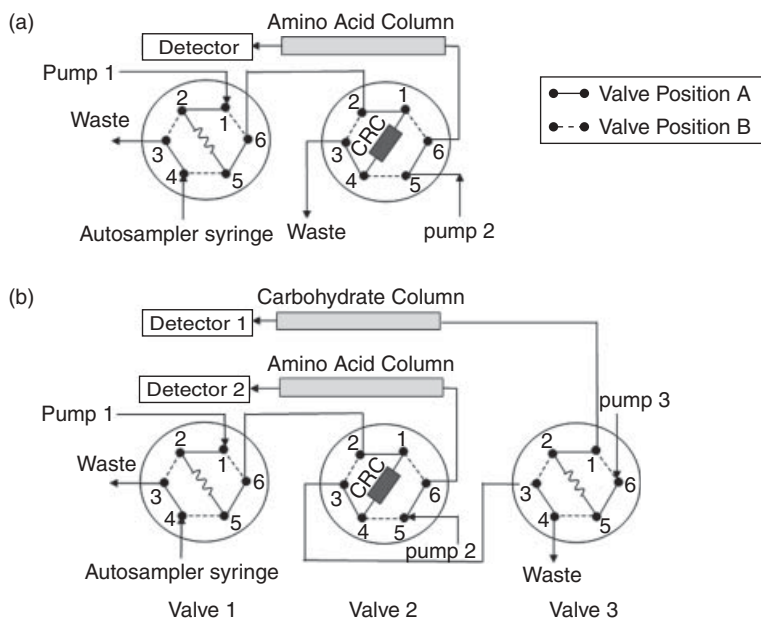 (a)
Amino Acid Column
Detector
Pump 1
Waste
2
1
3
6
4
5
Autosampler syringe
2
1
CRC
3
6
4
5
Waste
pump 2
Valve Position A
Valve Position B
(b)
Carbohydrate Column
Detector 1
Amino Acid Column
Detector 2
Pump 1
pump 3
Waste
2
1
3
6
4
5
Autosampler syringe
2
1
CRC
3
6
4
5
pump 2
2
1
3
6
4
5
Waste
Valve 1
Valve 2
Valve 3